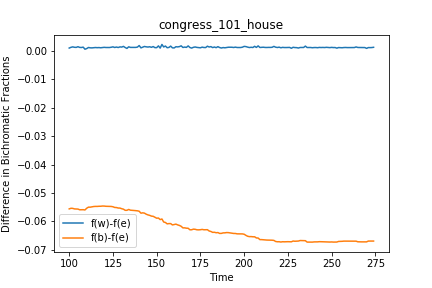 congress_101_house
Difference in Bichromatic Fractions
0.00
−0.01
−0.02
−0.03
−0.04
−0.05
−0.06
−0.07
f(w)-f(e)
f(b)-f(e)
100 125 150 175 200 225 250 275
Time